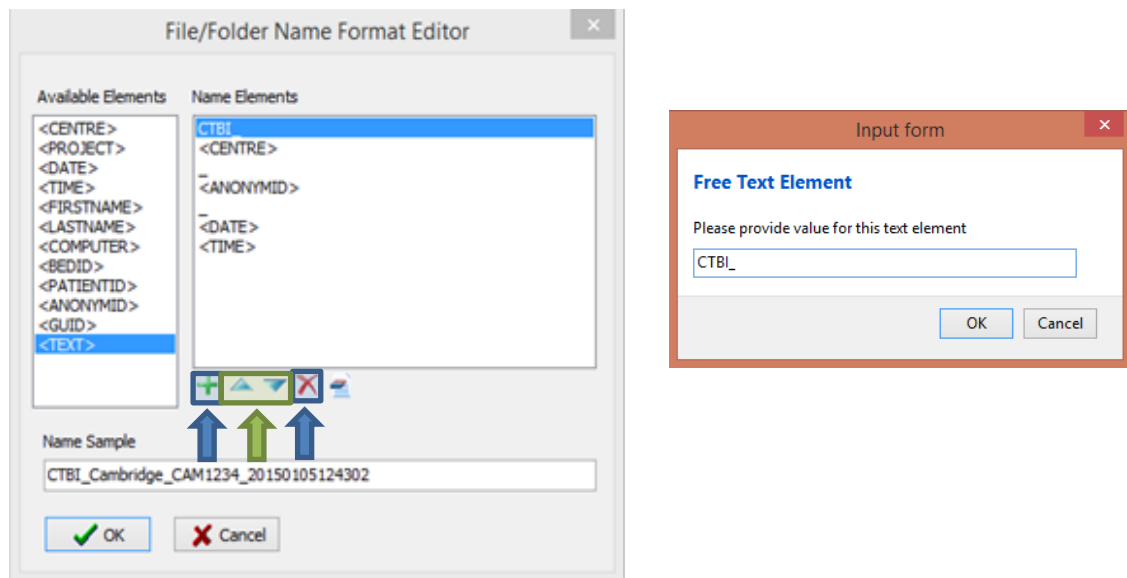 File/Folder Name Format Editor
Available Elements
<CENTRE>
<PROJECT>
<DATE>
<TIME>
<FIRSTNAME>
<LASTNAME>
<COMPUTER>
<BEDID>
<PATIENTID>
<ANONYMID>
<GUID>
<TEXT>
Name Elements
CTBI_
<CENTRE>
_
<ANONYMID>
_
<DATE>
<TIME>
Name Sample
CTBI_Cambridge_CAM1234_20150105124302
OK
Cancel
Input form
Free Text Element
Please provide value for this text element
CTBI_
OK
Cancel